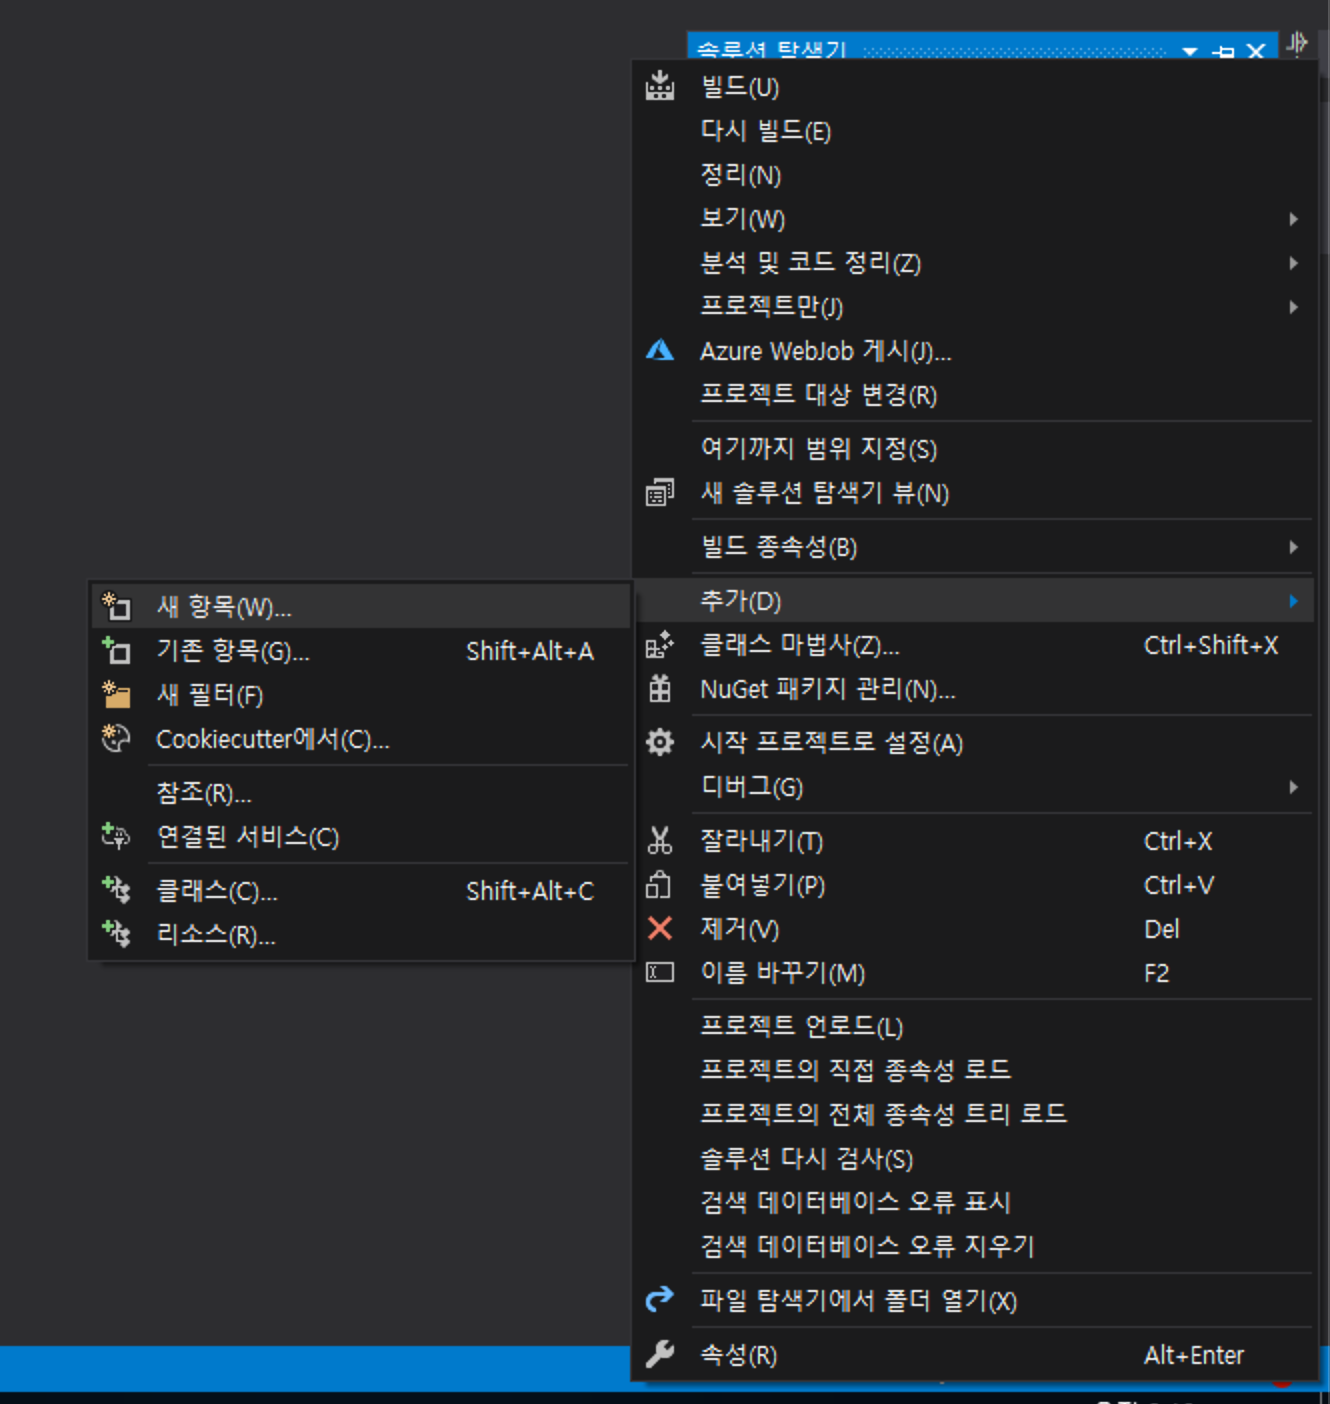 솔루션 탐색기
빌드(U)
다시 빌드(E)
정리(N)
보기(W)
분석 및 코드 정리(Z)
프로젝트만(J)
Azure WebJob 게시(J)...
프로젝트 대상 변경(R)
여기까지 범위 지정(S)
새 솔루션 탐색기 뷰(N)
빌드 종속성(B)
추가(D)
클래스 마법사(Z)... Ctrl+Shift+X
NuGet 패키지 관리(N)...
시작 프로젝트로 설정(A)
디버그(G)
잘라내기(T) Ctrl+X
붙여넣기(P) Ctrl+V
제거(V) Del
이름 바꾸기(M) F2
프로젝트 언로드(L)
프로젝트의 직접 종속성 로드
프로젝트의 전체 종속성 트리 로드
솔루션 다시 검사(S)
검색 데이터베이스 오류 표시
검색 데이터베이스 오류 지우기
파일 탐색기에서 폴더 열기(X)
속성(R) Alt+Enter
새 항목(W)...
기존 항목(G)... Shift+Alt+A
새 필터(F)
Cookiecutter에서(C)...
참조(R)...
연결된 서비스(C)
클래스(C)... Shift+Alt+C
리소스(R)...